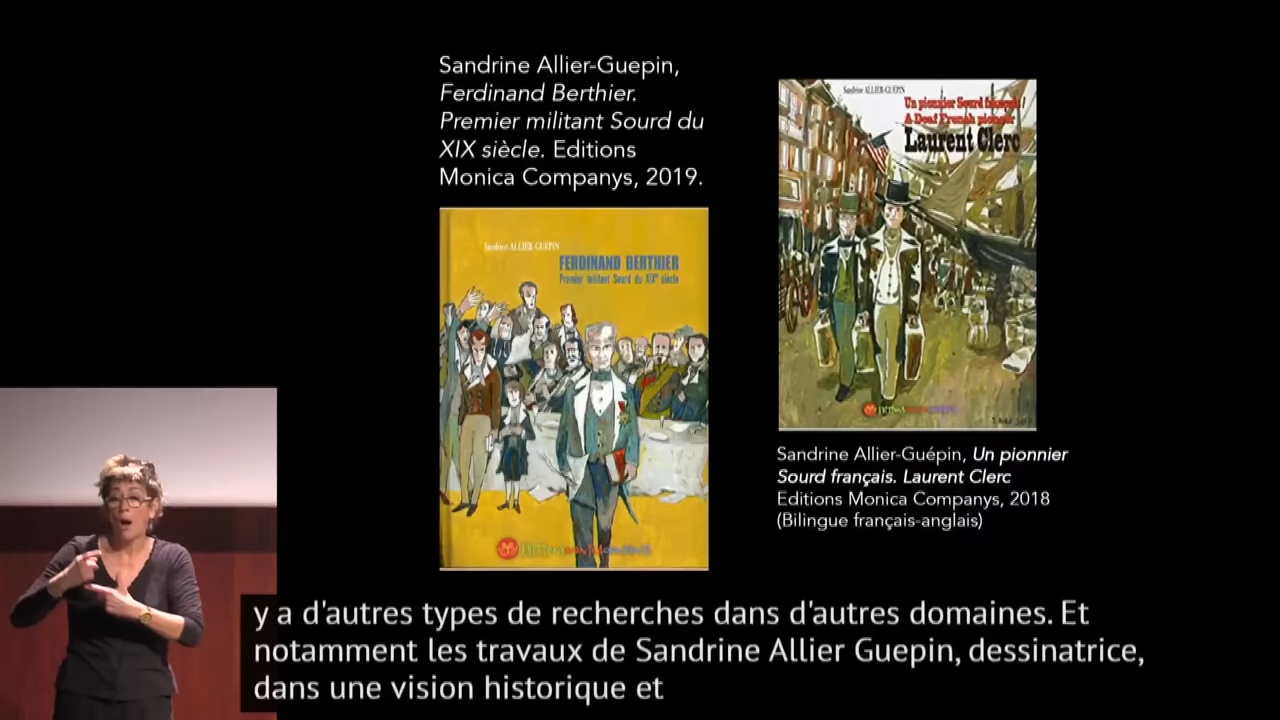 Sandrine Allier-Guepin,
Ferdinand Berthier.
Premier militant Sourd du
XIX siècle. Editions
Monica Companys, 2019.
Sandrine ALLIER-GUEPIN
FERDINAND BERTHIER
Premier militant Sourd du XIXe siècle
EDITIONS MONICA COMPANYS
Sandrine ALLIER-GUEPIN
Un pionnier Sourd français /
A Deaf French pioneer
Laurent Clerc
Sandrine Allier-Guépin, Un pionnier
Sourd français. Laurent Clerc
Editions Monica Companys, 2018
(Bilingue français-anglais)
y a d'autres types de recherches dans d'autres domaines. Et
notamment les travaux de Sandrine Allier Guepin, dessinatrice,
dans une vision historique et